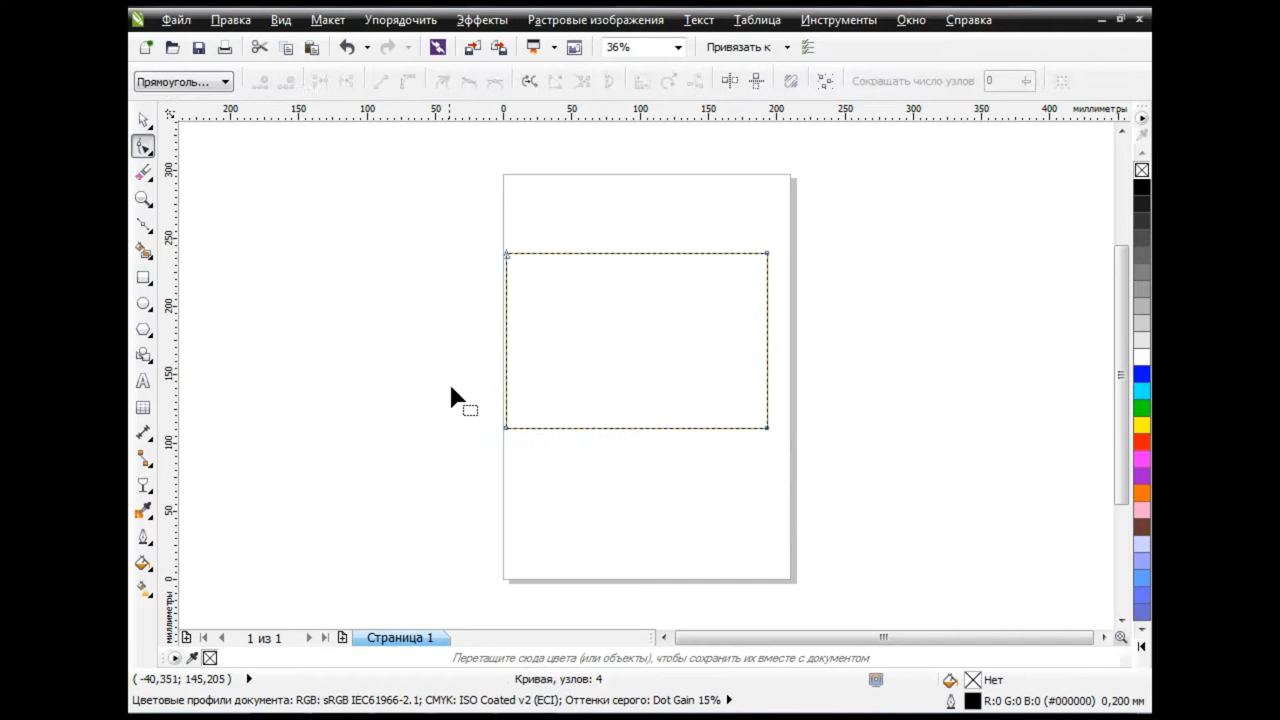 Файл Правка Вид Макет Упорядочить Эффекты Растровые изображения Текст Таблица Инструменты Окно Справка
36% Привязать к
Прямоуголь... Сокращать число узлов 0
200 150 100 50 0 50 100 150 200 250 300 350 400 миллиметры
300
250
200
150
100
50
0
миллиметры
1 из 1 Страница 1
Перетащите сюда цвета (или объекты), чтобы сохранить их вместе с документом
( -40,351; 145,205 ) Кривая, узлов: 4 Нет
Цветовые профили документа: RGB: sRGB IEC61966-2.1; CMYK: ISO Coated v2 (ECI); Оттенки серого: Dot Gain 15% R:0 G:0 B:0 (#000000) 0,200 мм